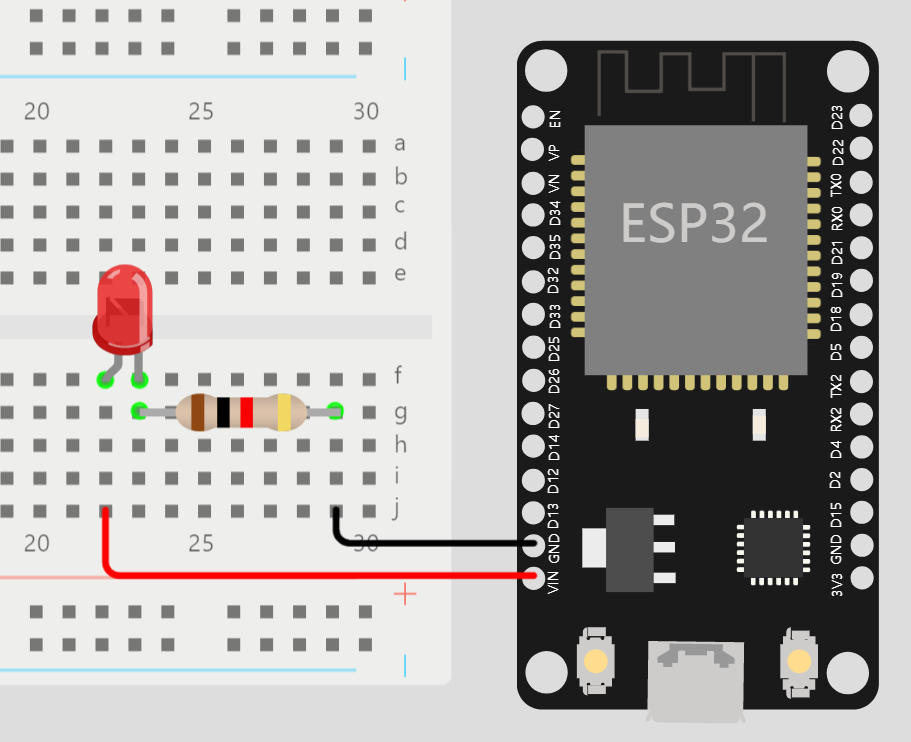 20 25 30
a
b
c
d
e
f
g
h
i
j
20 25 30
+
ESP32
EN
VP
VN
D34
D35
D32
D33
D25
D26
D27
D14
D12
D13
GND
VIN
D23
D22
TX0
RX0
D21
D19
D18
D5
TX2
RX2
D4
D2
D15
GND
3V3